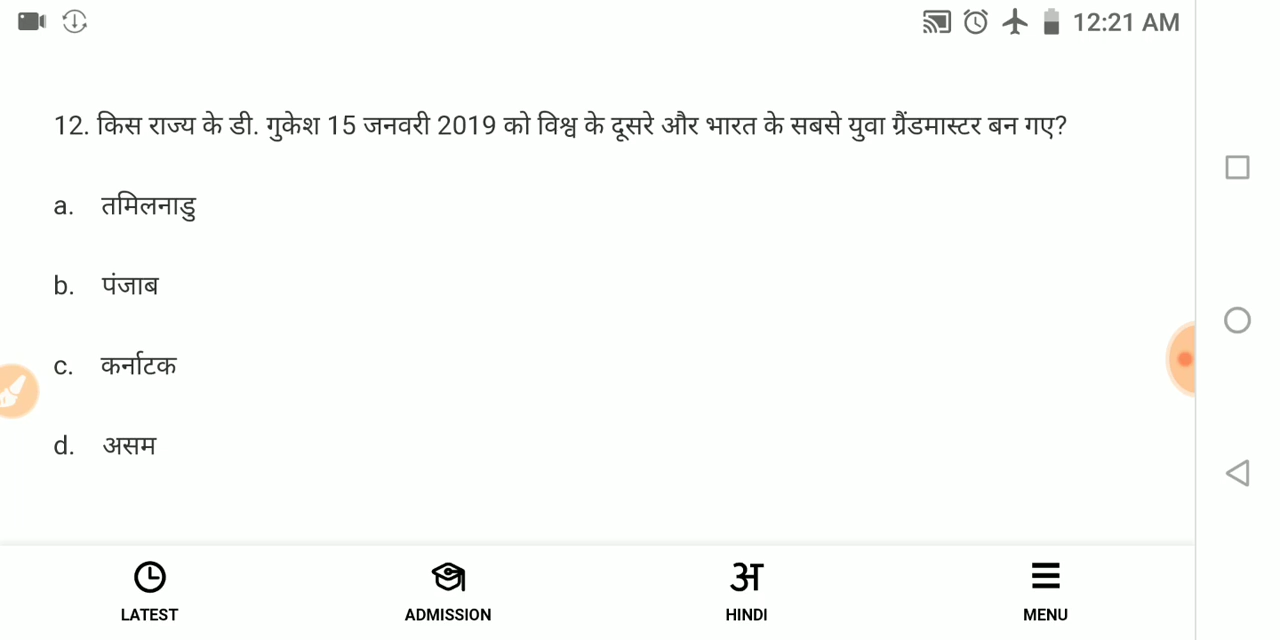 12:21 AM
12. किस राज्य के डी. गुकेश 15 जनवरी 2019 को विश्व के दूसरे और भारत के सबसे युवा ग्रैंडमास्टर बन गए?
a. तमिलनाडु
b. पंजाब
c. कर्नाटक
d. असम
अ
LATEST ADMISSION HINDI MENU